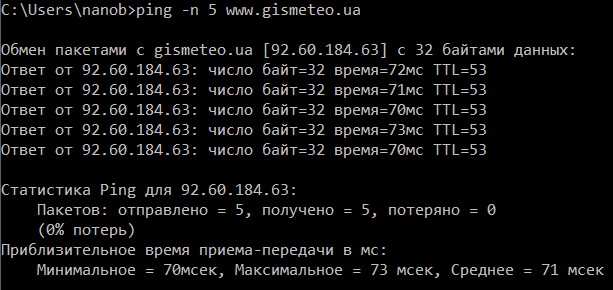 C:\Users\nanob>ping -n 5 www.gismeteo.ua
Обмен пакетами с gismeteo.ua [92.60.184.63] с 32 байтами данных:
Ответ от 92.60.184.63: число байт=32 время=72мс TTL=53
Ответ от 92.60.184.63: число байт=32 время=71мс TTL=53
Ответ от 92.60.184.63: число байт=32 время=70мс TTL=53
Ответ от 92.60.184.63: число байт=32 время=73мс TTL=53
Ответ от 92.60.184.63: число байт=32 время=70мс TTL=53
Статистика Ping для 92.60.184.63:
Пакетов: отправлено = 5, получено = 5, потеряно = 0
(0% потерь)
Приблизительное время приема-передачи в мс:
Минимальное = 70мсек, Максимальное = 73 мсек, Среднее = 71 мсек